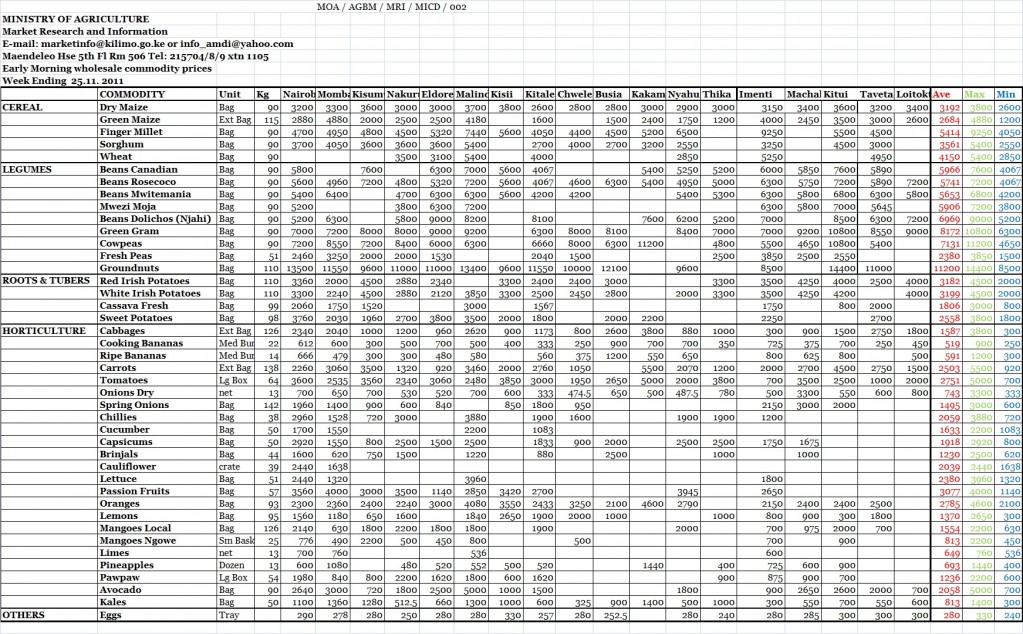 MOA / AGBM / MRI / MICD / 002
MINISTRY OF AGRICULTURE
Market Research and Information
E-mail: marketinfo@kilimo.go.ke or info_amdi@yahoo.com
Maendeleo Hse 5th Fl Rm 506 Tel: 215704/8/9 xtn 1105
Early Morning wholesale commodity prices
Week Ending 25.11. 2011
COMMODITY Unit Kg Nairob Momba Kisum Nakuru Eldore Malind Kisii Kitale Chwele Busia Kakam Nyahu Thika Imenti Machal Kitui Taveta Loitokt Ave Max Min
CEREAL Dry Maize Bag 90 3200 3300 3600 3000 3000 3700 3800 2600 2800 2800 3000 2900 3000 3150 3400 3600 3200 3400 3192 3800 2600
Green Maize Ext Bag 115 2880 4880 2000 2500 2500 4180 1600 1500 2400 1750 1200 4000 2450 3500 3000 2600 2684 4880 1200
Finger Millet Bag 90 4700 4950 4800 4500 5320 7440 5600 4050 4400 4500 5200 6500 9250 5500 4500 5414 9250 4050
Sorghum Bag 90 3700 4050 3600 3600 3600 5400 2700 4000 2700 3200 2550 3250 4500 3000 3561 5400 2550
Wheat Bag 90 3500 3100 5400 4000 2850 5250 4950 4150 5400 2850
LEGUMES Beans Canadian Bag 90 5800 7600 6300 7000 5600 4067 5400 5250 5200 6000 5850 7600 5890 5966 7600 4067
Beans Rosecoco Bag 90 5600 4960 7200 4800 5320 7200 5600 4067 4600 6300 5400 4950 5000 6300 5750 7200 5890 7200 5741 7200 4067
Beans Mwitemania Bag 90 5400 6400 4700 6300 6300 5600 4200 4200 5400 5300 6300 5800 6800 6300 5800 5653 6800 4200
Mwezi Moja Bag 90 5200 3800 6300 7200 6300 5800 7000 5645 5906 7200 3800
Beans Dolichos (Njahi) Bag 90 5200 6300 5800 9000 8200 8100 7600 6200 5200 7000 8500 6300 7200 6969 9000 5200
Green Gram Bag 90 7000 7200 8000 8000 9000 9200 6300 8000 8100 8400 7000 7000 9200 10800 8550 9000 8172 10800 6300
Cowpeas Bag 90 7200 8550 7200 8400 6000 6300 6660 8000 6300 11200 4800 5500 4650 10800 5400 7131 11200 4650
Fresh Peas Bag 51 2460 3250 2000 2000 1530 2040 1500 2500 3850 2500 2550 2380 3850 1500
Groundnuts Bag 110 13500 11550 9600 11000 11000 13400 9600 11550 10000 12100 9600 8500 14400 11000 11200 14400 8500
ROOTS & TUBERS Red Irish Potatoes Bag 110 3360 2000 4500 2880 2340 3300 2400 2400 3000 3300 3500 4250 4000 2500 4000 3182 4500 2000
White Irish Potatoes Bag 110 3300 2240 4500 2880 2120 3850 3300 2500 2450 2800 2000 3300 3500 4250 4200 4000 3199 4500 2000
Cassava Fresh Bag 99 2060 1750 1520 3000 1567 1750 800 2000 1806 3000 800
Sweet Potatoes Bag 98 3760 2030 1960 2700 3800 3500 2000 1800 2000 2200 2250 2700 2558 3800 1800
HORTICULTURE Cabbages Ext Bag 126 2340 2040 1000 1200 960 2620 900 1173 800 2600 3800 880 1000 300 900 1500 2750 1800 1587 3800 300
Cooking Bananas Med Bun 22 612 600 300 500 700 500 400 333 250 900 700 700 350 725 375 700 250 450 519 900 250
Ripe Bananas Med Bun 14 666 479 300 300 480 580 560 375 1200 550 650 800 625 800 500 591 1200 300
Carrots Ext Bag 138 2260 3060 3500 1320 920 3460 2000 2760 1050 5500 2070 1200 2000 2700 4500 2750 1500 2503 5500 920
Tomatoes Lg Box 64 3600 2535 3560 2340 3060 2480 3850 3000 1950 2650 5000 2000 3800 700 3500 2500 1000 2000 2751 5000 700
Onions Dry net 13 700 650 700 530 520 700 600 333 474.5 650 500 487.5 780 500 3300 550 600 800 743 3300 333
Spring Onions Bag 142 1960 1400 900 600 840 850 1800 950 2150 3000 2000 1495 3000 600
Chillies Bag 38 2960 1528 720 3000 3880 1900 1600 1900 1900 1200 2059 3880 720
Cucumber Bag 50 1700 1550 2200 1083 1633 2200 1083
Capsicums Bag 50 2920 1550 800 2500 1500 2500 1833 900 2000 2500 2500 1750 1675 1918 2920 800
Brinjals Bag 44 1600 620 750 1500 1220 880 2500 1000 1000 1230 2500 620
Cauliflower crate 39 2440 1638 2039 2440 1638
Lettuce Bag 51 2440 1320 3960 1800 2380 3960 1320
Passion Fruits Bag 57 3560 4000 3000 3500 1140 2850 3420 2700 3945 2650 3077 4000 1140
Oranges Bag 93 2300 2360 2400 2240 3000 4080 3550 2433 3250 2100 4600 2790 2150 2400 2400 2500 2785 4600 2100
Lemons Bag 95 1560 1180 650 1600 1840 2650 1900 2000 1000 1000 800 900 300 1800 1370 2650 300
Mangoes Local Bag 126 2140 630 1800 2200 1800 1800 1900 2000 700 975 2000 700 1554 2200 630
Mangoes Ngowe Sm Bask 25 776 490 2200 500 450 800 500 700 900 813 2200 450
Limes net 13 700 760 536 600 649 760 536
Pineapples Dozen 13 600 1080 480 520 552 500 520 1440 400 725 600 900 693 1440 400
Pawpaw Lg Box 54 1980 840 800 2200 1620 1800 600 1620 900 875 900 700 1236 2200 600
Avocado Bag 90 2640 3000 720 1800 2500 5000 1000 1500 1800 900 2650 2600 2000 700 2058 5000 700
Kales Bag 50 1100 1360 1280 512.5 660 1300 1000 600 325 900 1400 500 1000 300 550 700 550 600 813 1400 300
OTHERS Eggs Tray 290 278 280 250 280 280 330 257 280 252.5 280 240 280 285 300 300 300 280 330 240